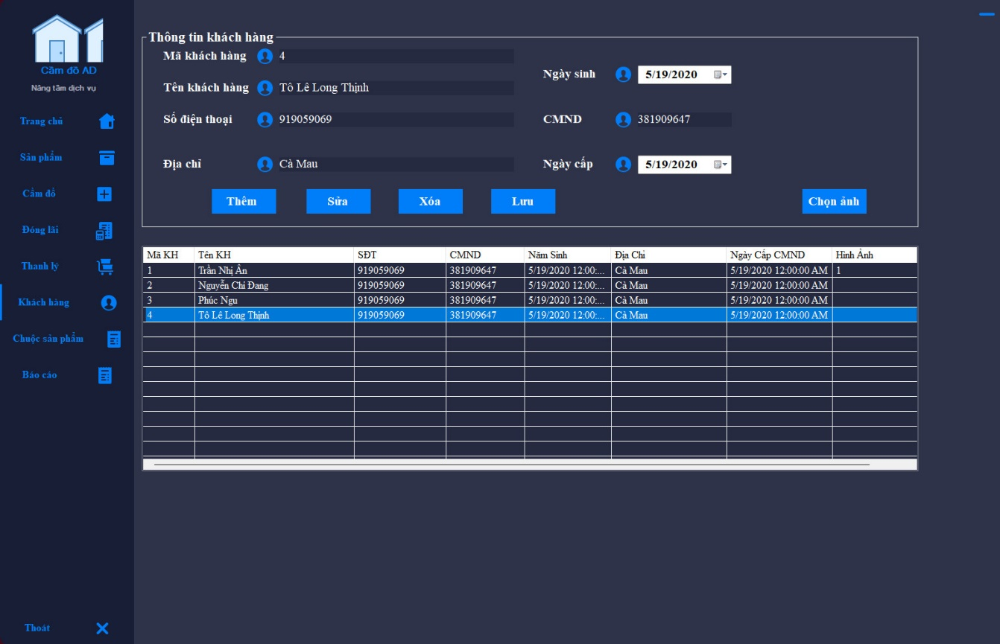 Cầm đồ AD
Nâng tầm dịch vụ
Trang chủ
Sản phẩm
Cầm đồ
Đóng lãi
Thanh lý
Khách hàng
Chuộc sản phẩm
Báo cáo
Thoát
Thông tin khách hàng
Mã khách hàng 4
Tên khách hàng Tô Lê Long Thịnh
Ngày sinh 5/19/2020
Số điện thoại 919059069
CMND 381909647
Địa chỉ Cà Mau
Ngày cấp 5/19/2020
Thêm Sửa Xóa Lưu Chọn ảnh
Mã KH Tên KH SĐT CMND Năm Sinh Địa Chỉ Ngày Cấp CMND Hình Ảnh
1 Trần Nhị Ân 919059069 381909647 5/19/2020 12:00:... Cà Mau 5/19/2020 12:00:00 AM 1
2 Nguyễn Chí Đang 919059069 381909647 5/19/2020 12:00:... Cà Mau 5/19/2020 12:00:00 AM
3 Phúc Ngu 919059069 381909647 5/19/2020 12:00:... Cà Mau 5/19/2020 12:00:00 AM
4 Tô Lê Long Thịnh 919059069 381909647 5/19/2020 12:00:... Cà Mau 5/19/2020 12:00:00 AM